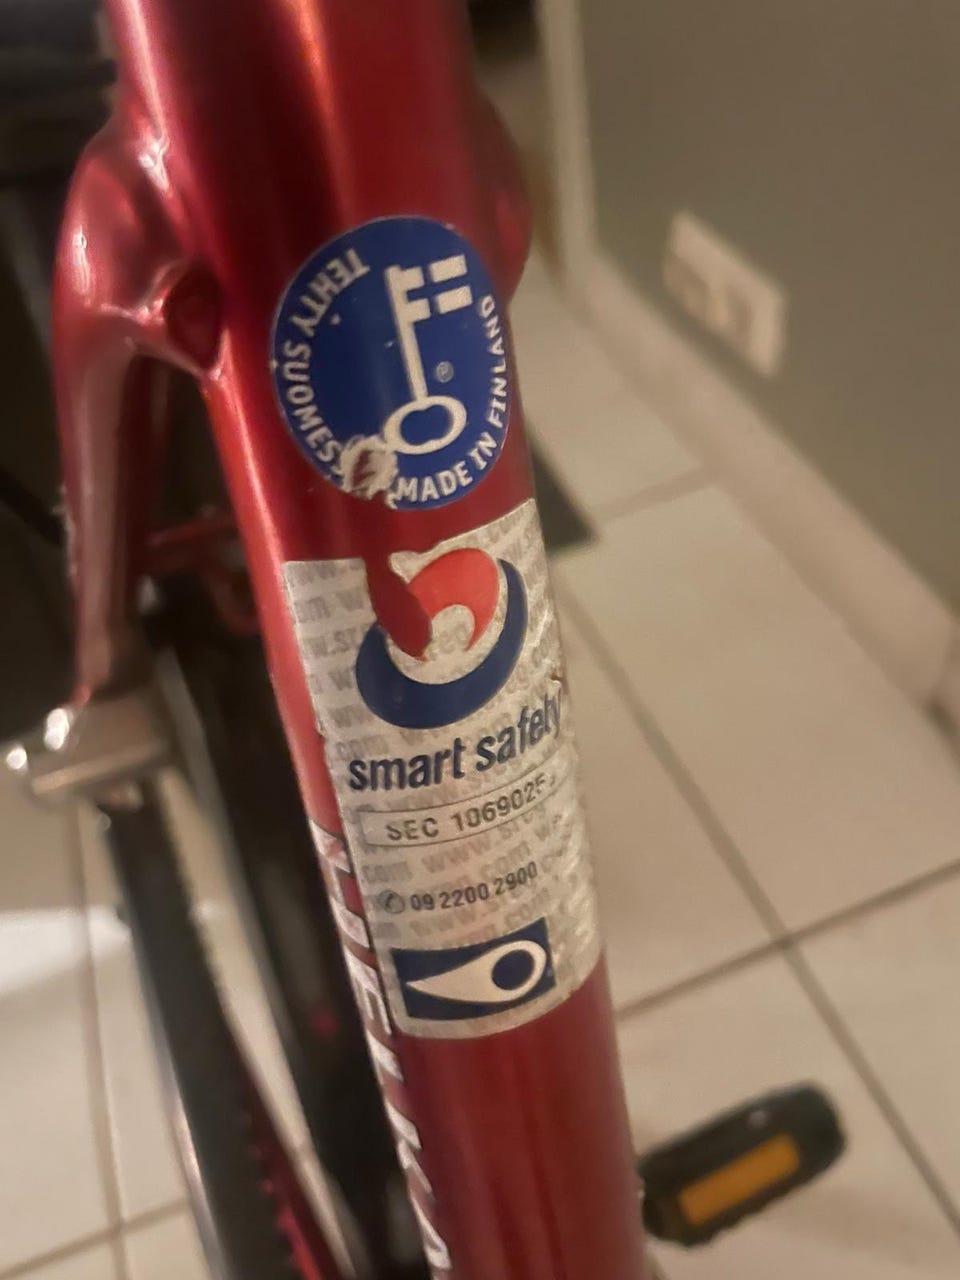 TEHTY SUOMESSA
MADE IN FINLAND
®
smart safety
SEC 106902
09 2200 2900